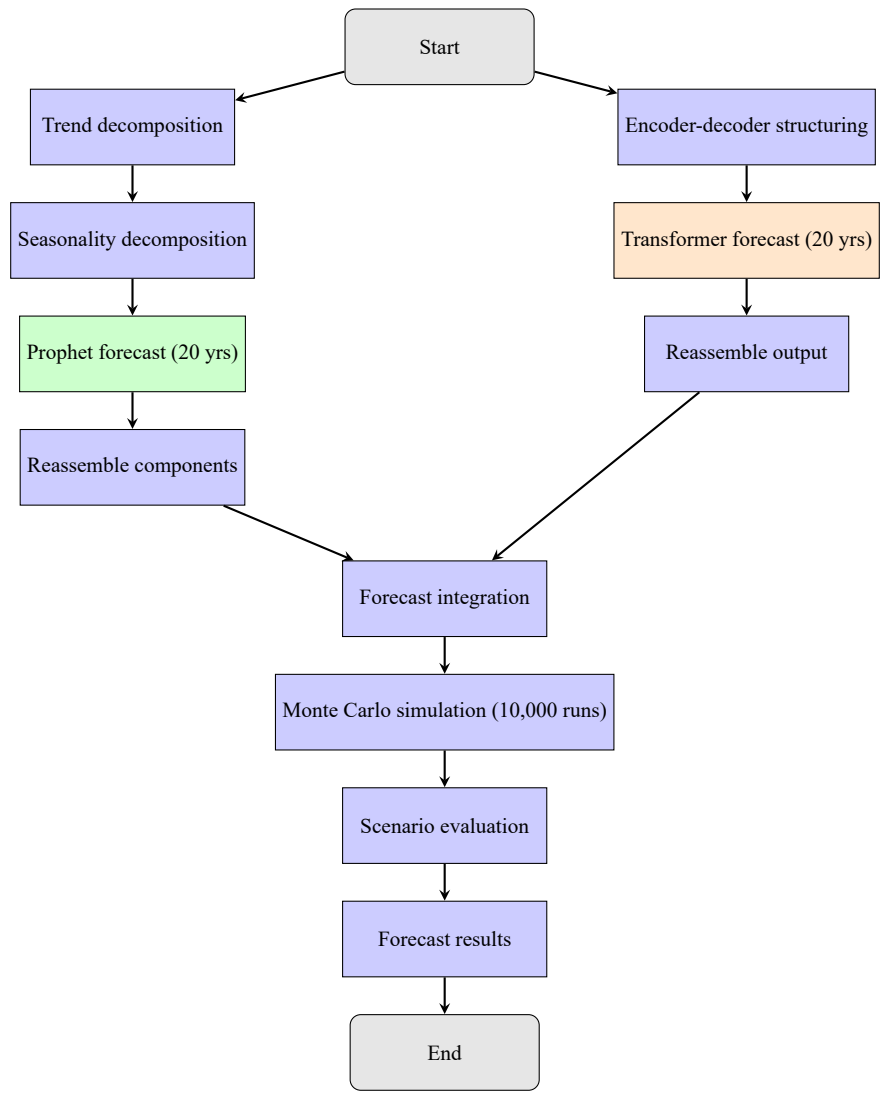 Start
Trend decomposition
Encoder-decoder structuring
Seasonality decomposition
Transformer forecast (20 yrs)
Prophet forecast (20 yrs)
Reassemble output
Reassemble components
Forecast integration
Monte Carlo simulation (10,000 runs)
Scenario evaluation
Forecast results
End